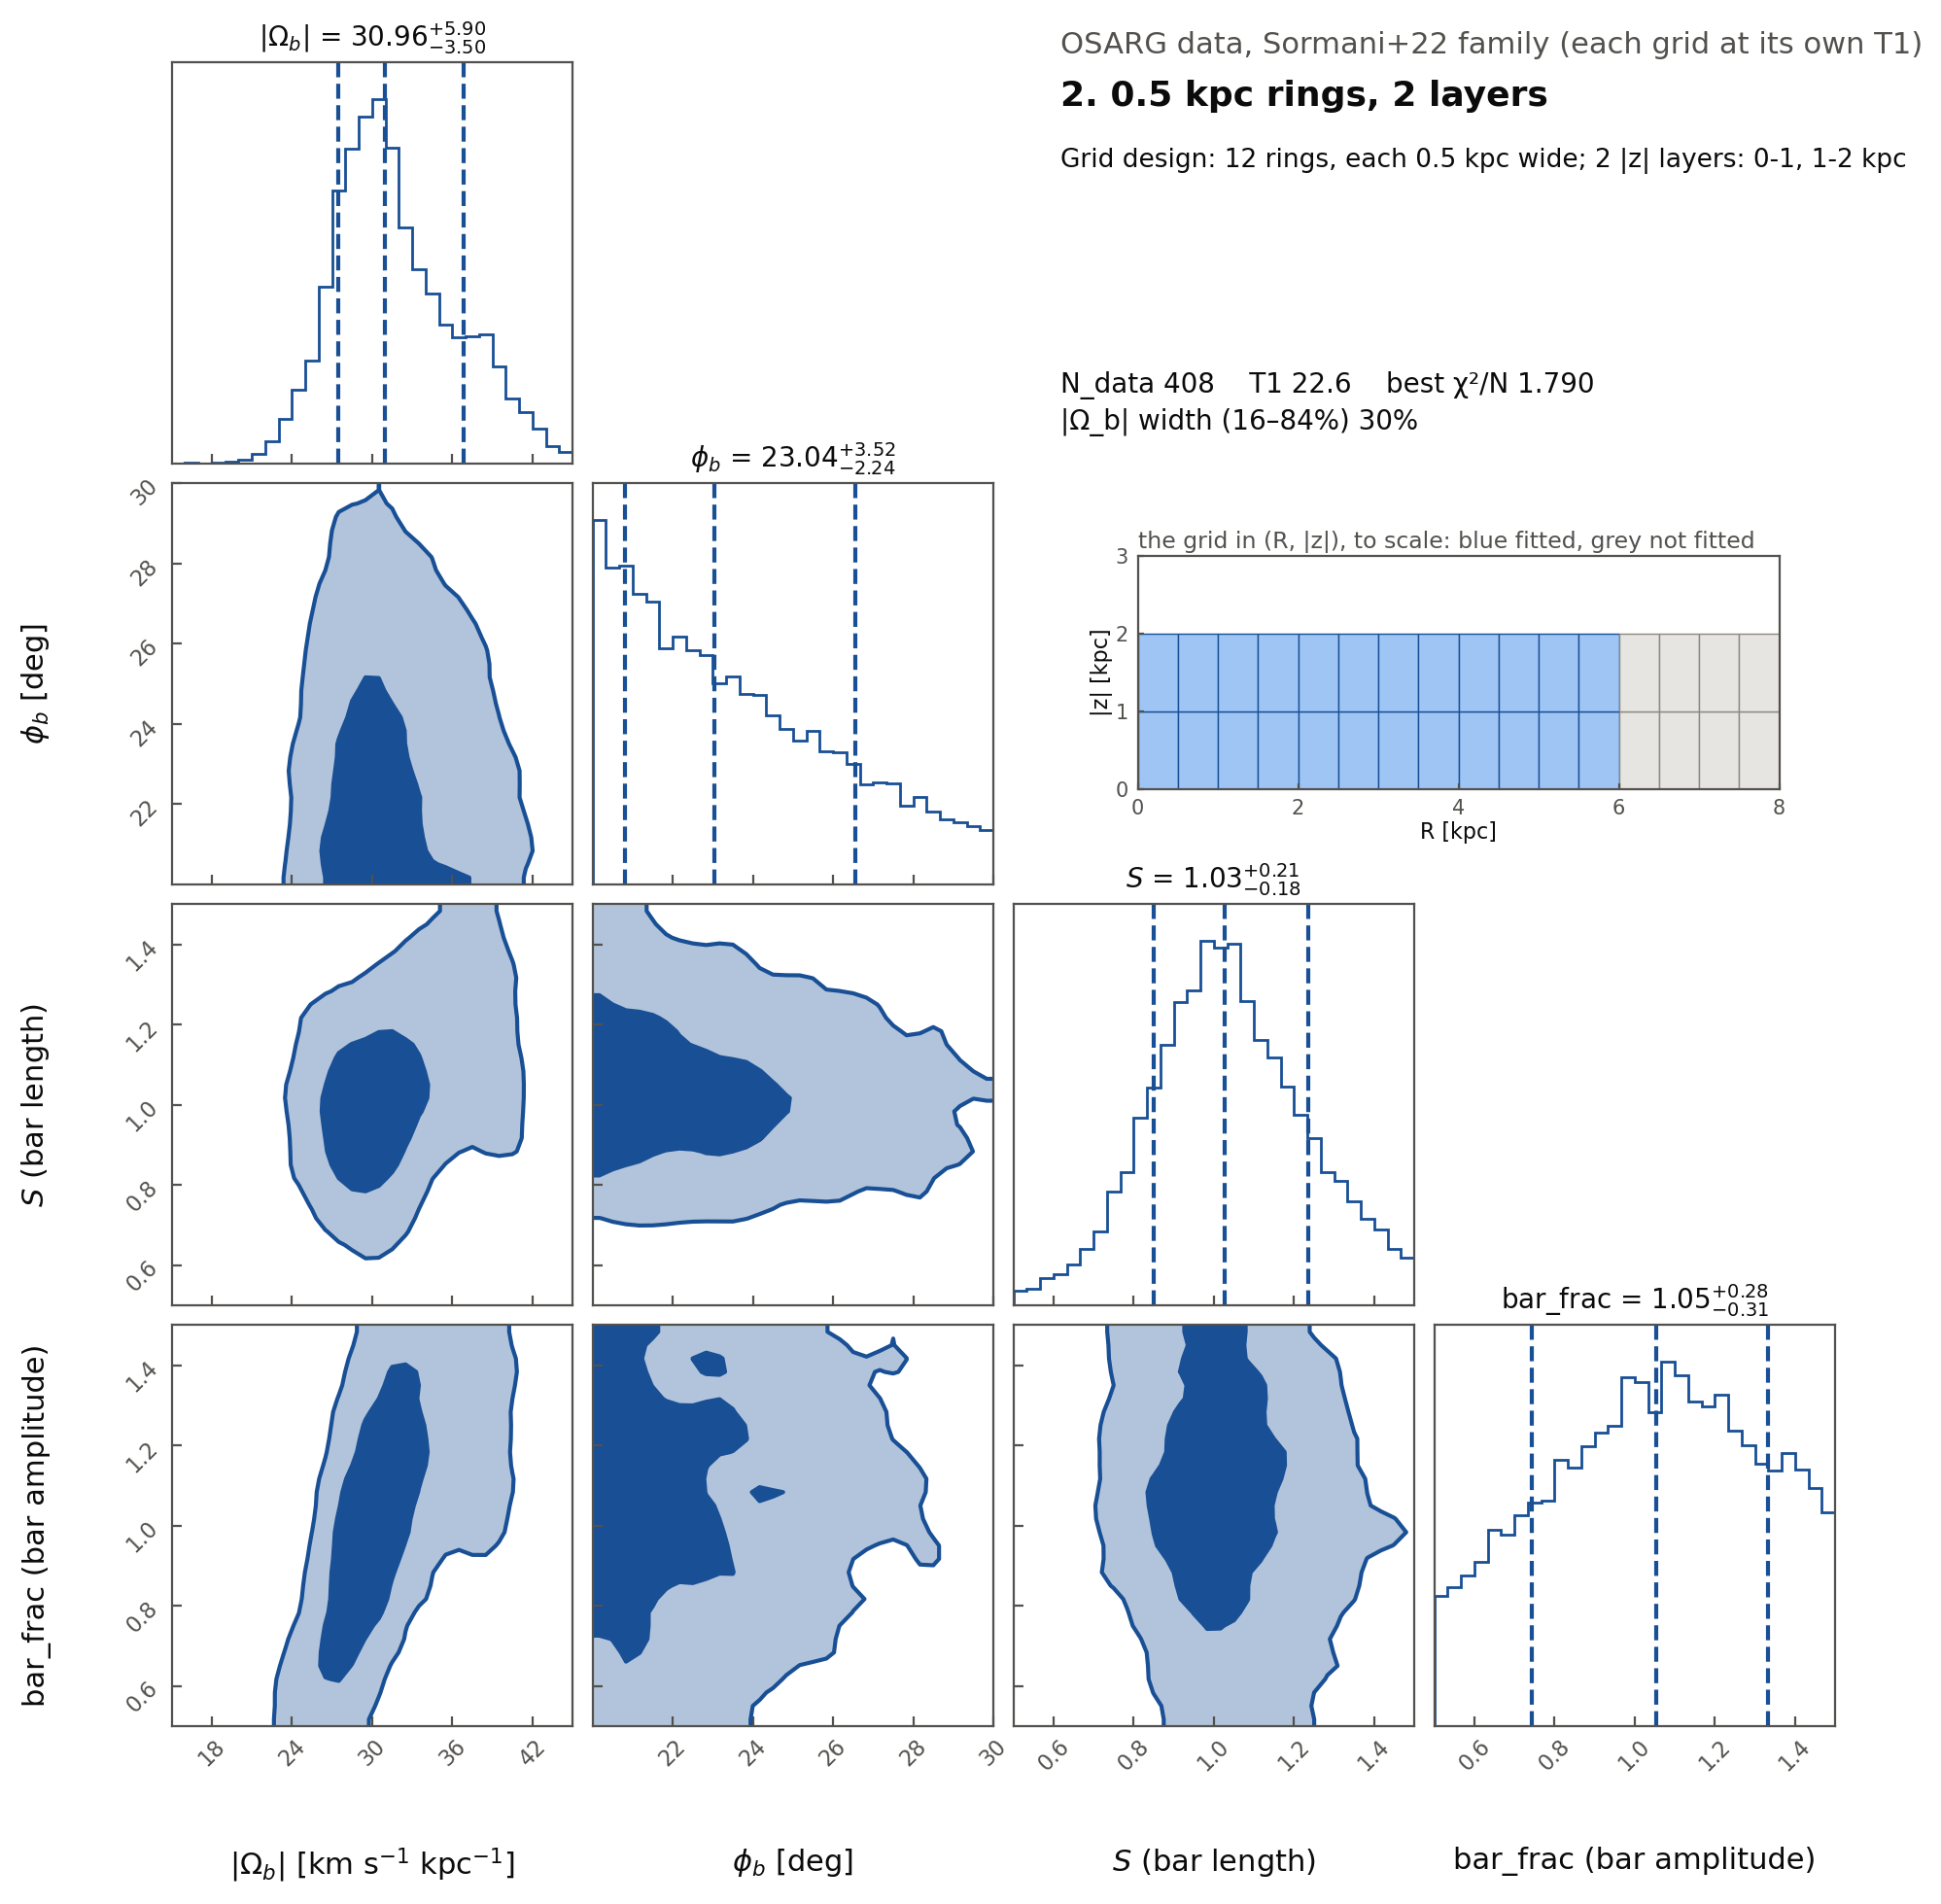 |Ω_b| = 30.96^{+5.90}_{−3.50}
OSARG data, Sormani+22 family (each grid at its own T1)
2. 0.5 kpc rings, 2 layers
Grid design: 12 rings, each 0.5 kpc wide; 2 |z| layers: 0-1, 1-2 kpc
N_data 408 T1 22.6 best χ²/N 1.790
|Ω_b| width (16–84%) 30%
ϕ_b = 23.04^{+3.52}_{−2.24}
30
28
26
24
22
ϕ_b [deg]
the grid in (R, |z|), to scale: blue fitted, grey not fitted
3
2
1
0
|z| [kpc]
0 2 4 6 8
R [kpc]
S = 1.03^{+0.21}_{−0.18}
1.4
1.2
1.0
0.8
0.6
S (bar length)
bar_frac = 1.05^{+0.28}_{−0.31}
1.4
1.2
1.0
0.8
0.6
bar_frac (bar amplitude)
18 24 30 36 42
22 24 26 28 30
0.6 0.8 1.0 1.2 1.4
0.6 0.8 1.0 1.2 1.4
|Ω_b| [km s^{−1} kpc^{−1}]
ϕ_b [deg]
S (bar length)
bar_frac (bar amplitude)